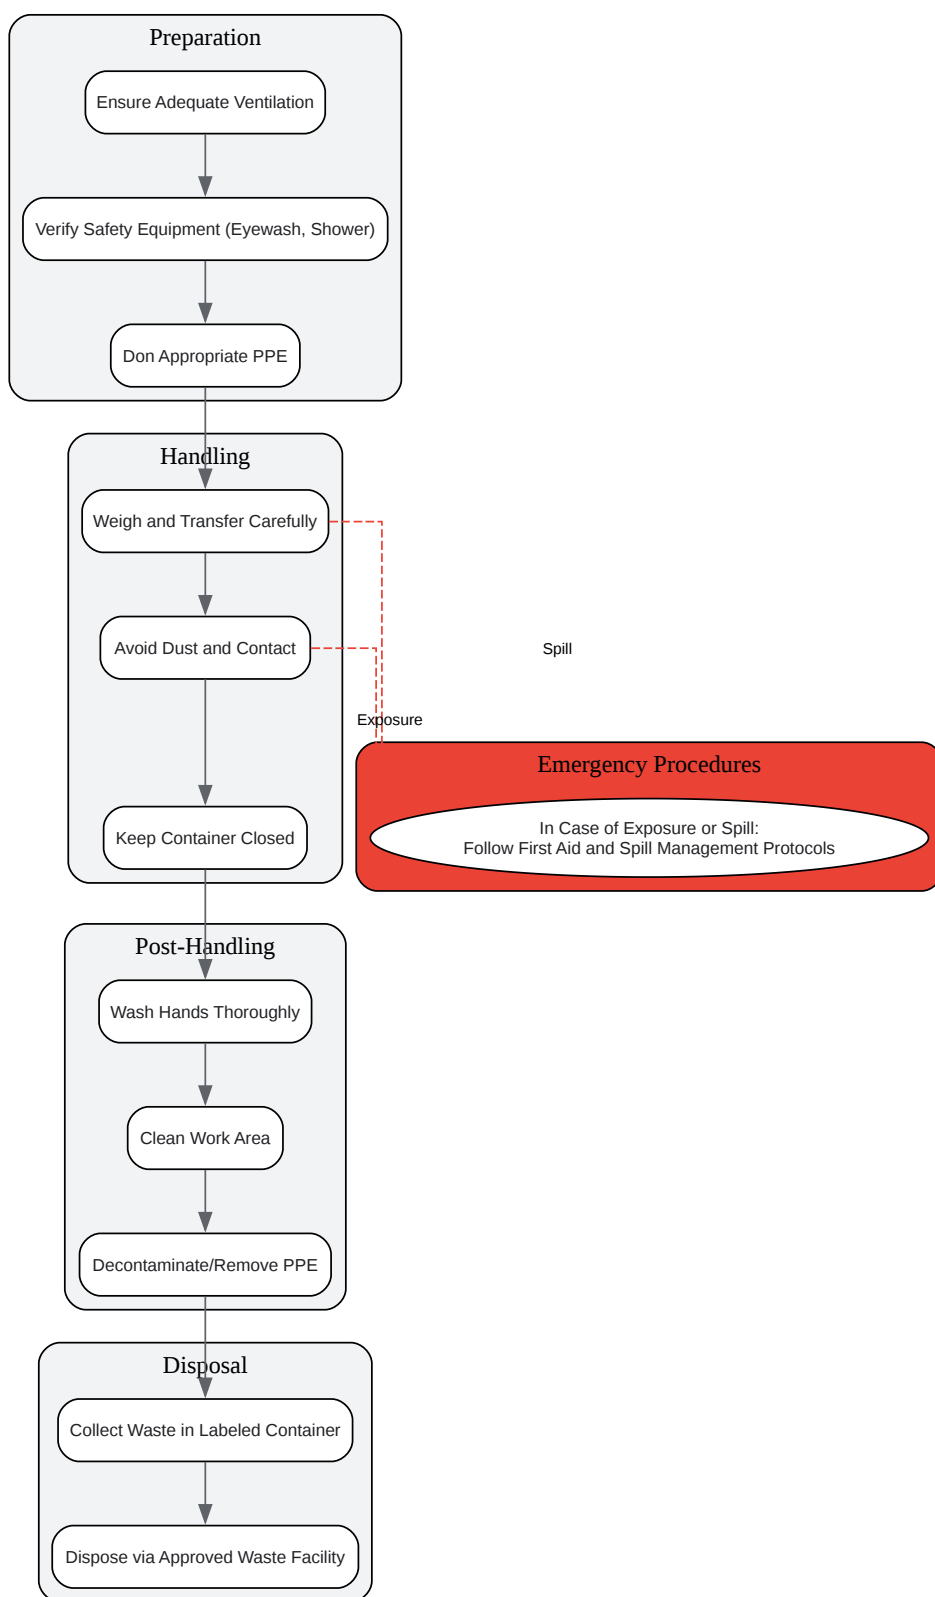 Preparation
Ensure Adequate Ventilation
Verify Safety Equipment (Eyewash, Shower)
Don Appropriate PPE
Handling
Weigh and Transfer Carefully
Avoid Dust and Contact
Spill
Exposure
Emergency Procedures
In Case of Exposure or Spill:
Follow First Aid and Spill Management Protocols
Keep Container Closed
Post-Handling
Wash Hands Thoroughly
Clean Work Area
Decontaminate/Remove PPE
Disposal
Collect Waste in Labeled Container
Dispose via Approved Waste Facility